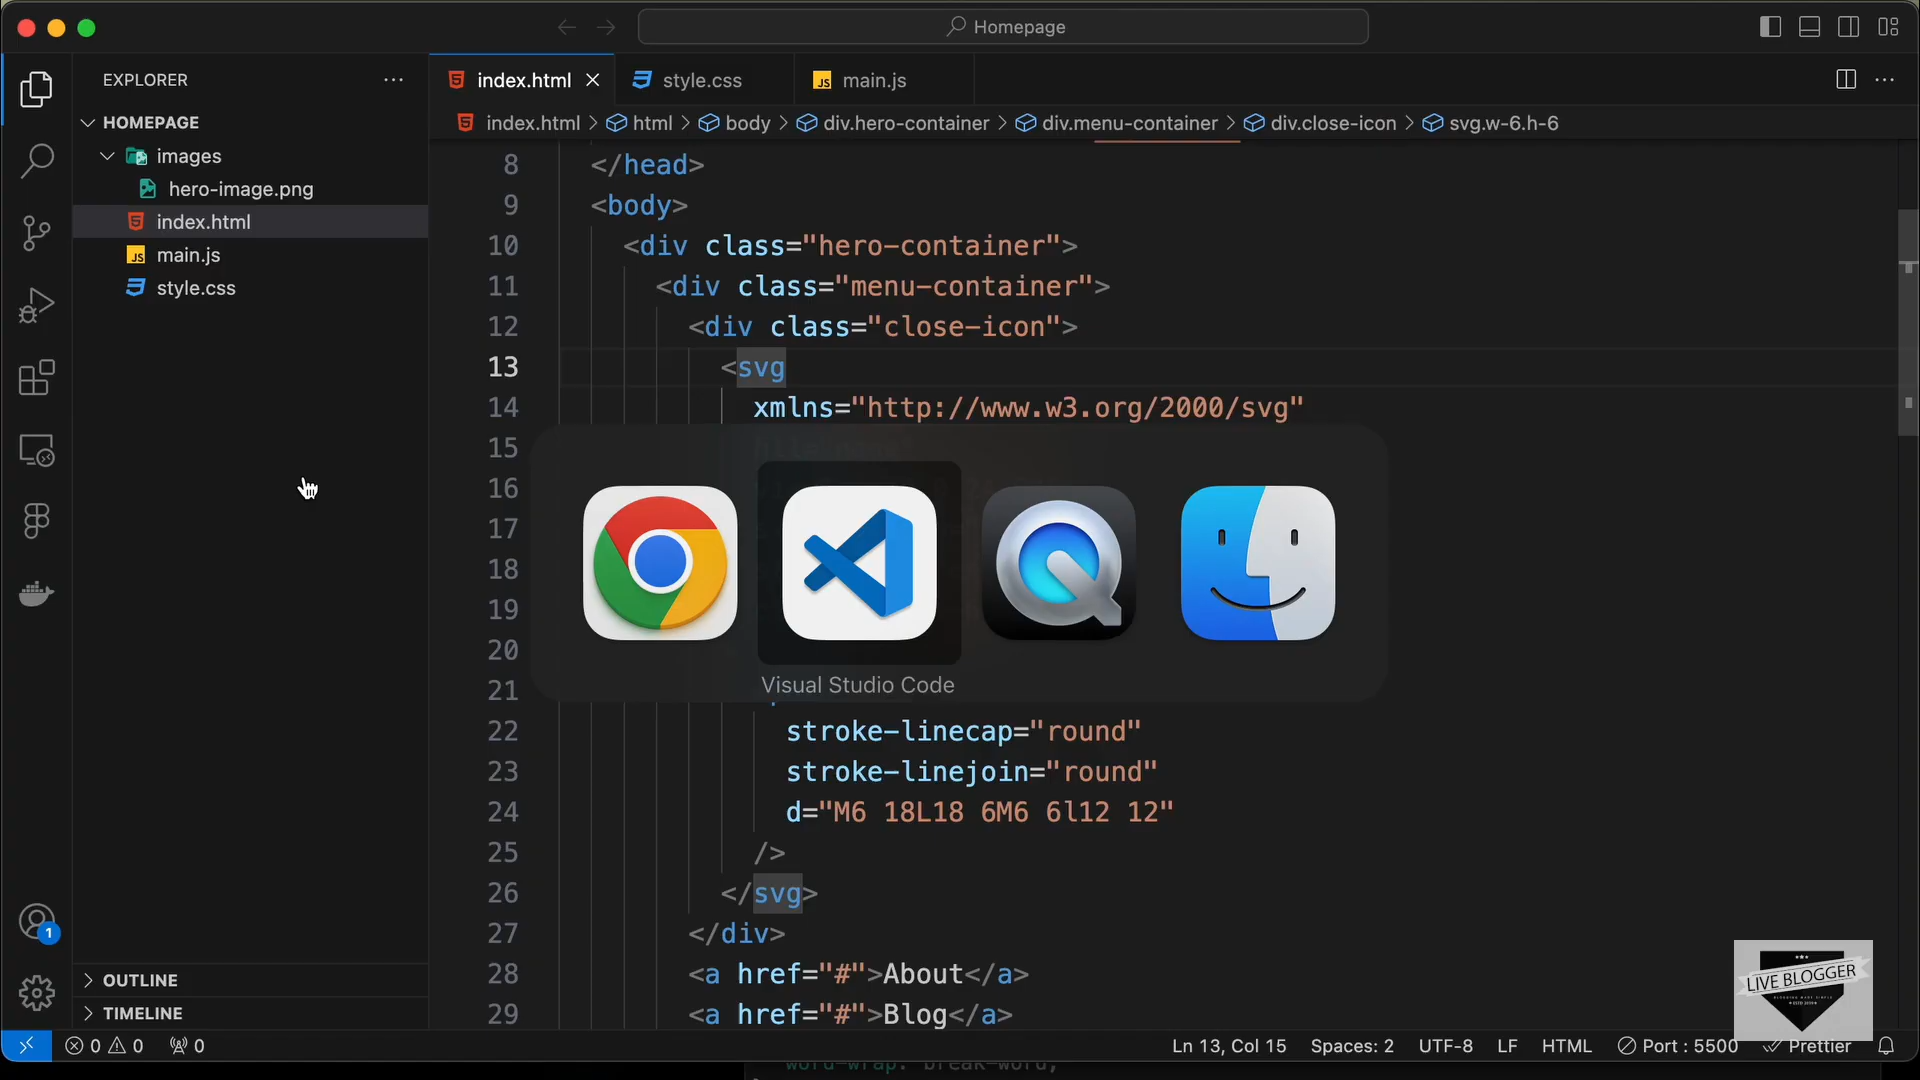 Homepage
EXPLORER
HOMEPAGE
images
hero-image.png
index.html
main.js
style.css
OUTLINE
TIMELINE
1
index.html
style.css
main.js
index.html > html > body > div.hero-container > div.menu-container > div.close-icon > svg.w-6.h-6
8 </head>
9 <body>
10 <div class="hero-container">
11 <div class="menu-container">
12 <div class="close-icon">
13 <svg
14 xmlns="http://www.w3.org/2000/svg"
15
16
17
18
19
20
21
Visual Studio Code
22 stroke-linecap="round"
23 stroke-linejoin="round"
24 d="M6 18L18 6M6 6l12 12"
25 />
26 </svg>
27 </div>
28 <a href="#">About</a>
29 <a href="#">Blog</a>
LIVE BLOGGER
0 0 0
Ln 13, Col 15 Spaces: 2 UTF-8 LF HTML Port : 5500 Prettier
word-wrap: break-word;